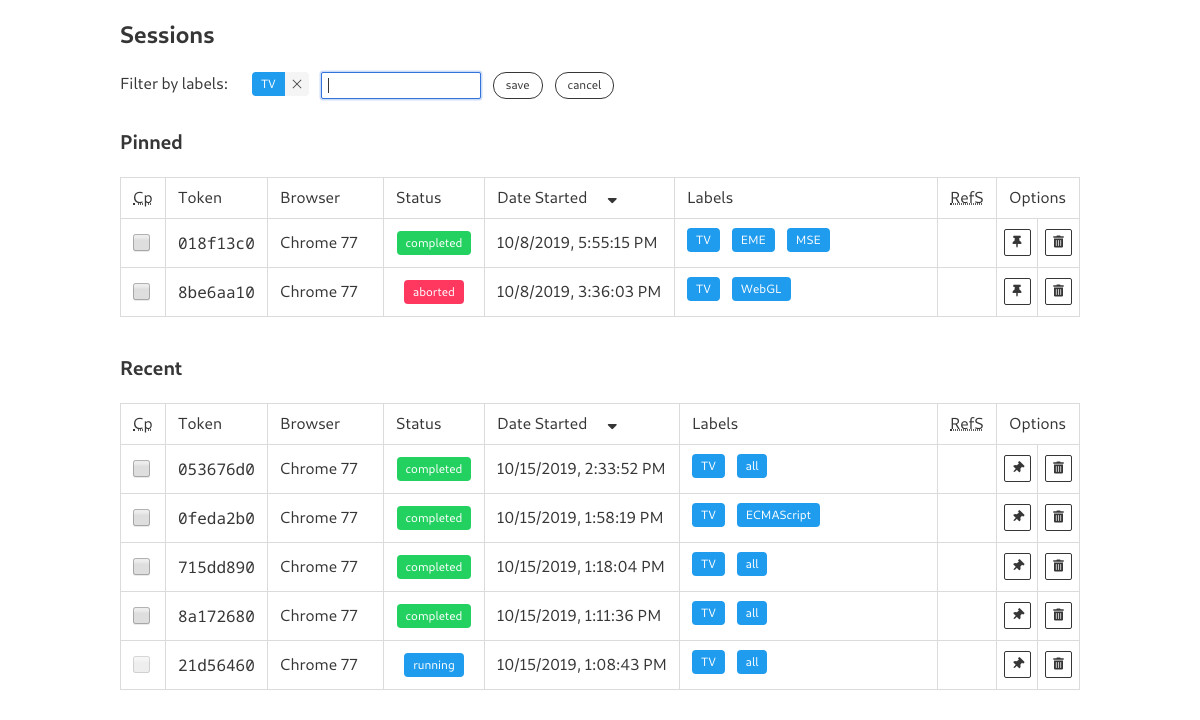 Sessions
Filter by labels: TV × save cancel
Pinned
Cp Token Browser Status Date Started Labels RefS Options
018f13c0 Chrome 77 completed 10/8/2019, 5:55:15 PM TV EME MSE
8be6aa10 Chrome 77 aborted 10/8/2019, 3:36:03 PM TV WebGL
Recent
Cp Token Browser Status Date Started Labels RefS Options
053676d0 Chrome 77 completed 10/15/2019, 2:33:52 PM TV all
0feda2b0 Chrome 77 completed 10/15/2019, 1:58:19 PM TV ECMAScript
715dd890 Chrome 77 completed 10/15/2019, 1:18:04 PM TV all
8a172680 Chrome 77 completed 10/15/2019, 1:11:36 PM TV all
21d56460 Chrome 77 running 10/15/2019, 1:08:43 PM TV all